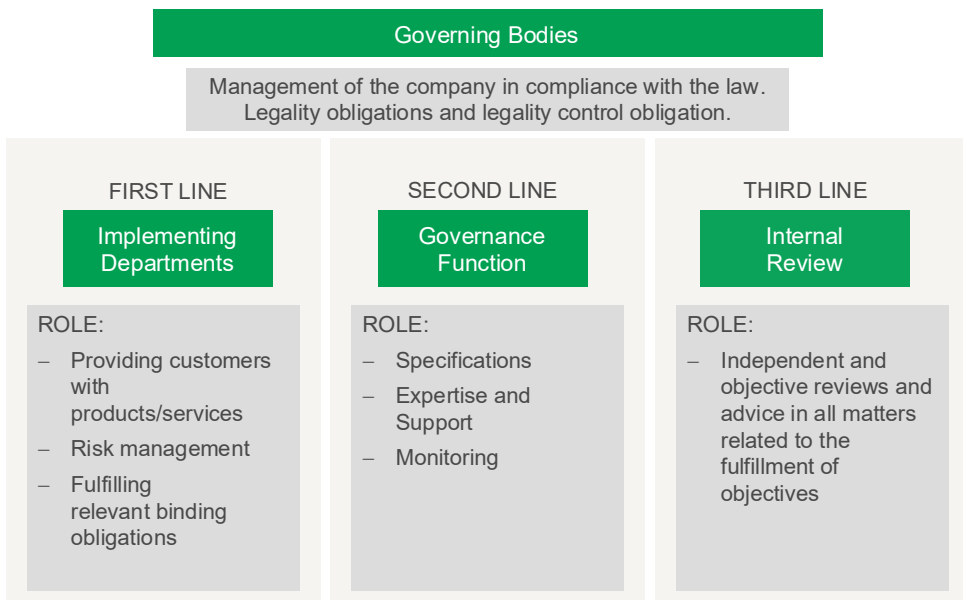 Governing Bodies
Management of the company in compliance with the law.
Legality obligations and legality control obligation.
FIRST LINE
Implementing
Departments
ROLE:
– Providing customers
with
products/services
– Risk management
– Fulfilling
relevant binding
obligations
SECOND LINE
Governance
Function
ROLE:
– Specifications
– Expertise and
Support
– Monitoring
THIRD LINE
Internal
Review
ROLE:
– Independent and
objective reviews and
advice in all matters
related to the
fulfillment of
objectives